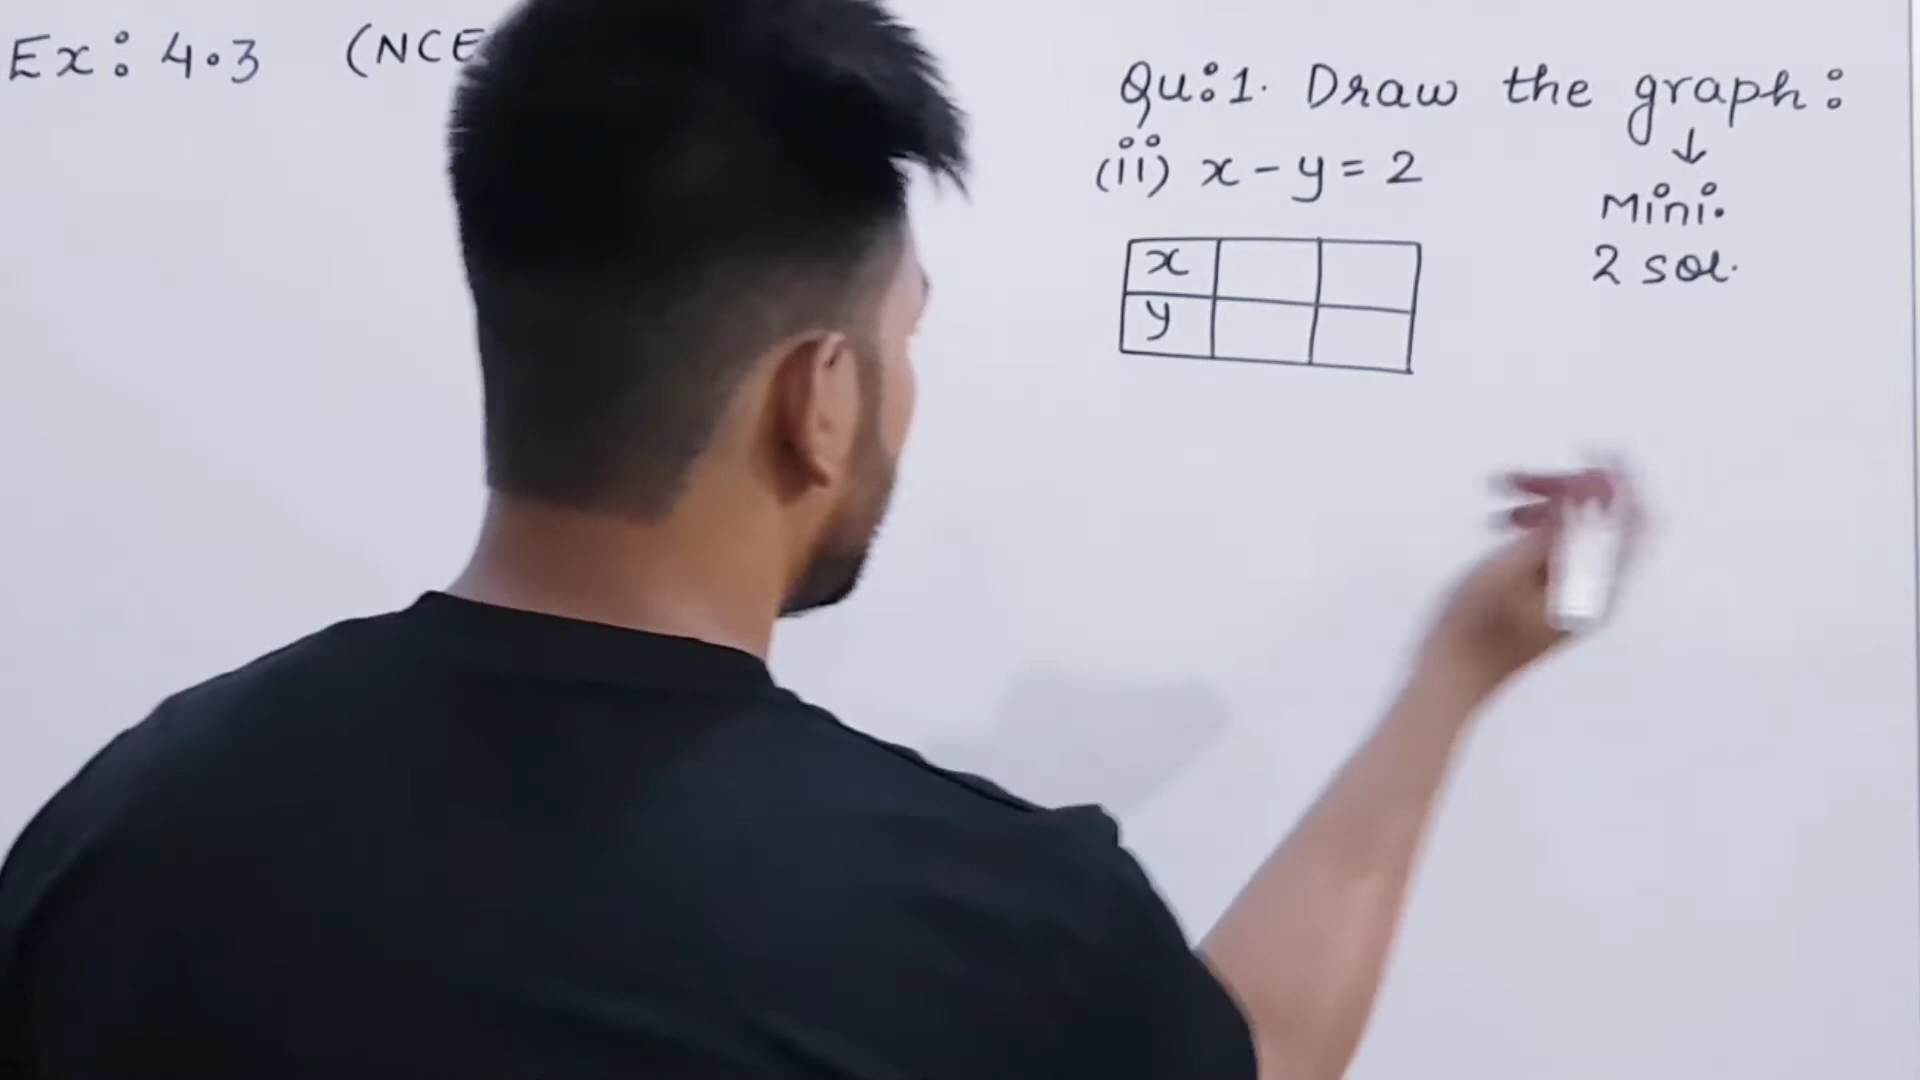 Ex: 4.3 (NCE
Qu:1. Draw the graph:
↓
(ii) x - y = 2
Mini.
2 sol.
x
y